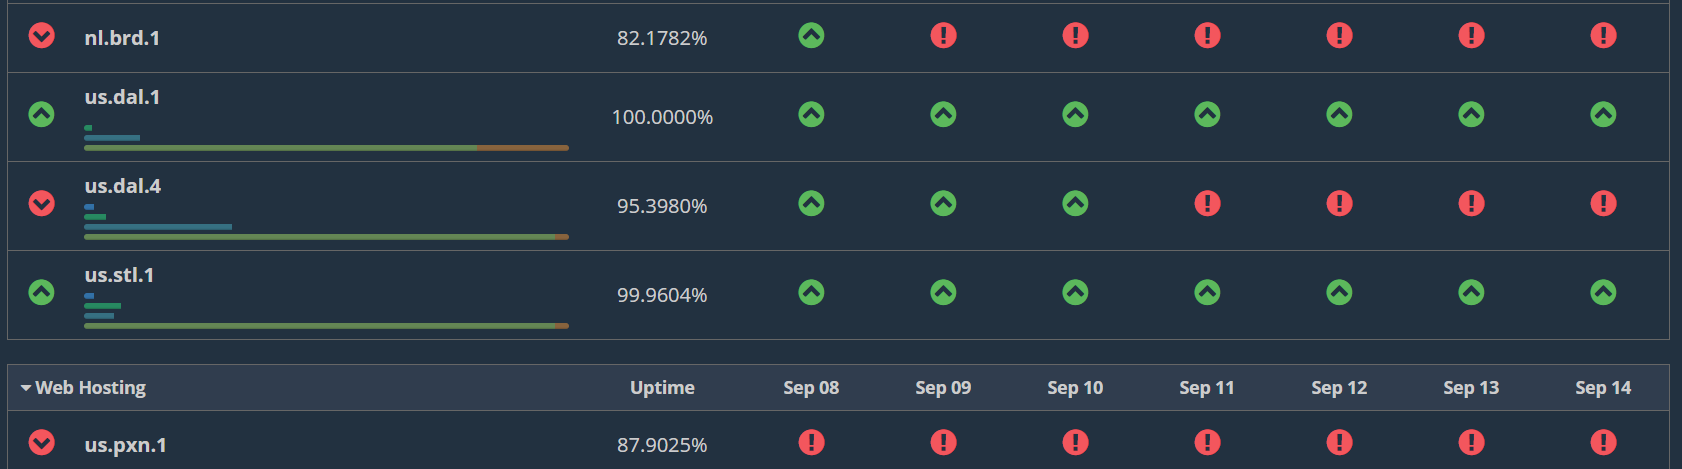 nl.brd.1 82.1782%
us.dal.1 100.0000%
us.dal.4 95.3980%
us.stl.1 99.9604%
Web Hosting Uptime Sep 08 Sep 09 Sep 10 Sep 11 Sep 12 Sep 13 Sep 14
us.pxn.1 87.9025%